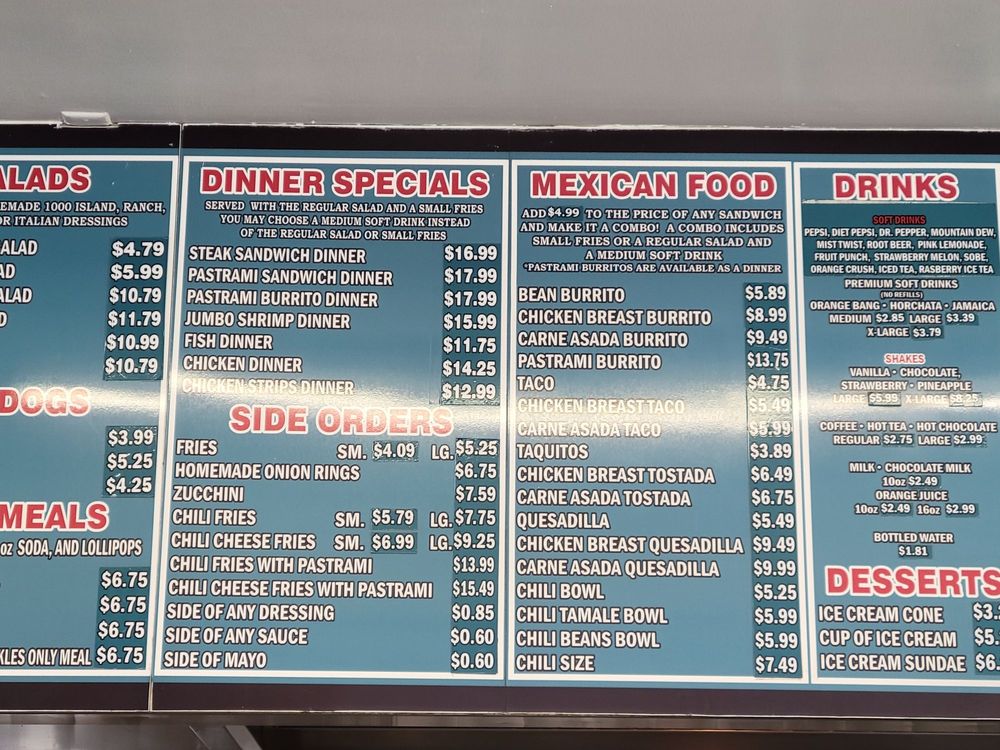 ALADS
EMADE 1000 ISLAND, RANCH,
OR ITALIAN DRESSINGS
ALAD $4.79
AD $5.99
ALAD $10.79
D $11.79
$10.99
$10.79
DOGS
$3.99
$5.25
$4.25
MEALS
oz SODA, AND LOLLIPOPS
$6.75
$6.75
$6.75
KLES ONLY MEAL $6.75
DINNER SPECIALS
SERVED WITH THE REGULAR SALAD AND A SMALL FRIES
YOU MAY CHOOSE A MEDIUM SOFT DRINK INSTEAD
OF THE REGULAR SALAD OR SMALL FRIES
STEAK SANDWICH DINNER $16.99
PASTRAMI SANDWICH DINNER $17.99
PASTRAMI BURRITO DINNER $17.99
JUMBO SHRIMP DINNER $15.99
FISH DINNER $11.75
CHICKEN DINNER $14.25
CHICKEN STRIPS DINNER $12.99
SIDE ORDERS
FRIES SM. $4.09 LG. $5.25
HOMEMADE ONION RINGS $6.75
ZUCCHINI $7.59
CHILI FRIES SM. $5.79 LG. $7.75
CHILI CHEESE FRIES SM. $6.99 LG. $9.25
CHILI FRIES WITH PASTRAMI $13.99
CHILI CHEESE FRIES WITH PASTRAMI $15.49
SIDE OF ANY DRESSING $0.85
SIDE OF ANY SAUCE $0.60
SIDE OF MAYO $0.60
MEXICAN FOOD
ADD $4.99 TO THE PRICE OF ANY SANDWICH
AND MAKE IT A COMBO! A COMBO INCLUDES
SMALL FRIES OR A REGULAR SALAD AND
A MEDIUM SOFT DRINK
*PASTRAMI BURRITOS ARE AVAILABLE AS A DINNER
BEAN BURRITO $5.89
CHICKEN BREAST BURRITO $8.99
CARNE ASADA BURRITO $9.49
PASTRAMI BURRITO $13.75
TACO $4.75
CHICKEN BREAST TACO $5.49
CARNE ASADA TACO $5.99
TAQUITOS $3.89
CHICKEN BREAST TOSTADA $6.49
CARNE ASADA TOSTADA $6.75
QUESADILLA $5.49
CHICKEN BREAST QUESADILLA $9.49
CARNE ASADA QUESADILLA $9.99
CHILI BOWL $5.25
CHILI TAMALE BOWL $5.99
CHILI BEANS BOWL $5.99
CHILI SIZE $7.49
DRINKS
SOFT DRINKS
PEPSI, DIET PEPSI, DR. PEPPER, MOUNTAIN DEW,
MIST TWIST, ROOT BEER, PINK LEMONADE,
FRUIT PUNCH, STRAWBERRY MELON, SOBE,
ORANGE CRUSH, ICED TEA, RASBERRY ICE TEA
PREMIUM SOFT DRINKS
(NO REFILLS)
ORANGE BANG • HORCHATA • JAMAICA
MEDIUM $2.85 LARGE $3.39
X-LARGE $3.79
SHAKES
VANILLA • CHOCOLATE,
STRAWBERRY • PINEAPPLE
LARGE $5.95 X-LARGE $8.25
COFFEE • HOT TEA • HOT CHOCOLATE
REGULAR $2.75 LARGE $2.99
MILK • CHOCOLATE MILK
10oz $2.49
ORANGE JUICE
10oz $2.49 16oz $2.99
BOTTLED WATER
$1.81
DESSERTS
ICE CREAM CONE $3.
CUP OF ICE CREAM $5.
ICE CREAM SUNDAE $6.